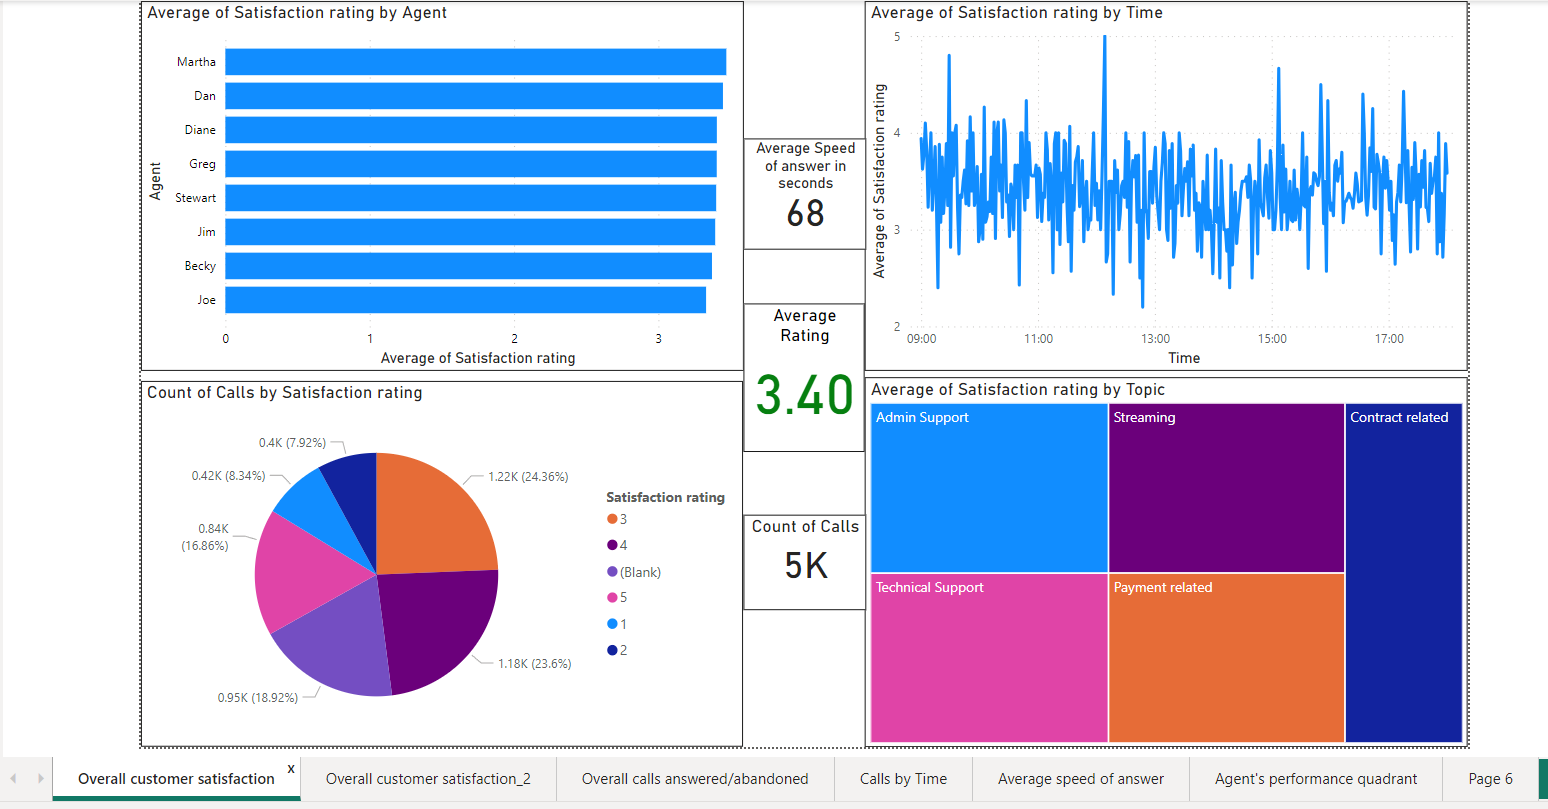 Average of Satisfaction rating by Agent
Agent
Martha
Dan
Diane
Greg
Stewart
Jim
Becky
Joe
0 1 2 3
Average of Satisfaction rating
Average Speed
of answer in
seconds
68
Average
Rating
3.40
Count of Calls
5K
Average of Satisfaction rating by Time
Average of Satisfaction rating
5
4
3
2
09:00 11:00 13:00 15:00 17:00
Time
Count of Calls by Satisfaction rating
0.4K (7.92%)
0.42K (8.34%)
0.84K
(16.86%)
0.95K (18.92%)
1.22K (24.36%)
1.18K (23.6%)
Satisfaction rating
3
4
(Blank)
5
1
2
Average of Satisfaction rating by Topic
Admin Support
Streaming
Contract related
Technical Support
Payment related
Overall customer satisfaction x
Overall customer satisfaction_2
Overall calls answered/abandoned
Calls by Time
Average speed of answer
Agent's performance quadrant
Page 6